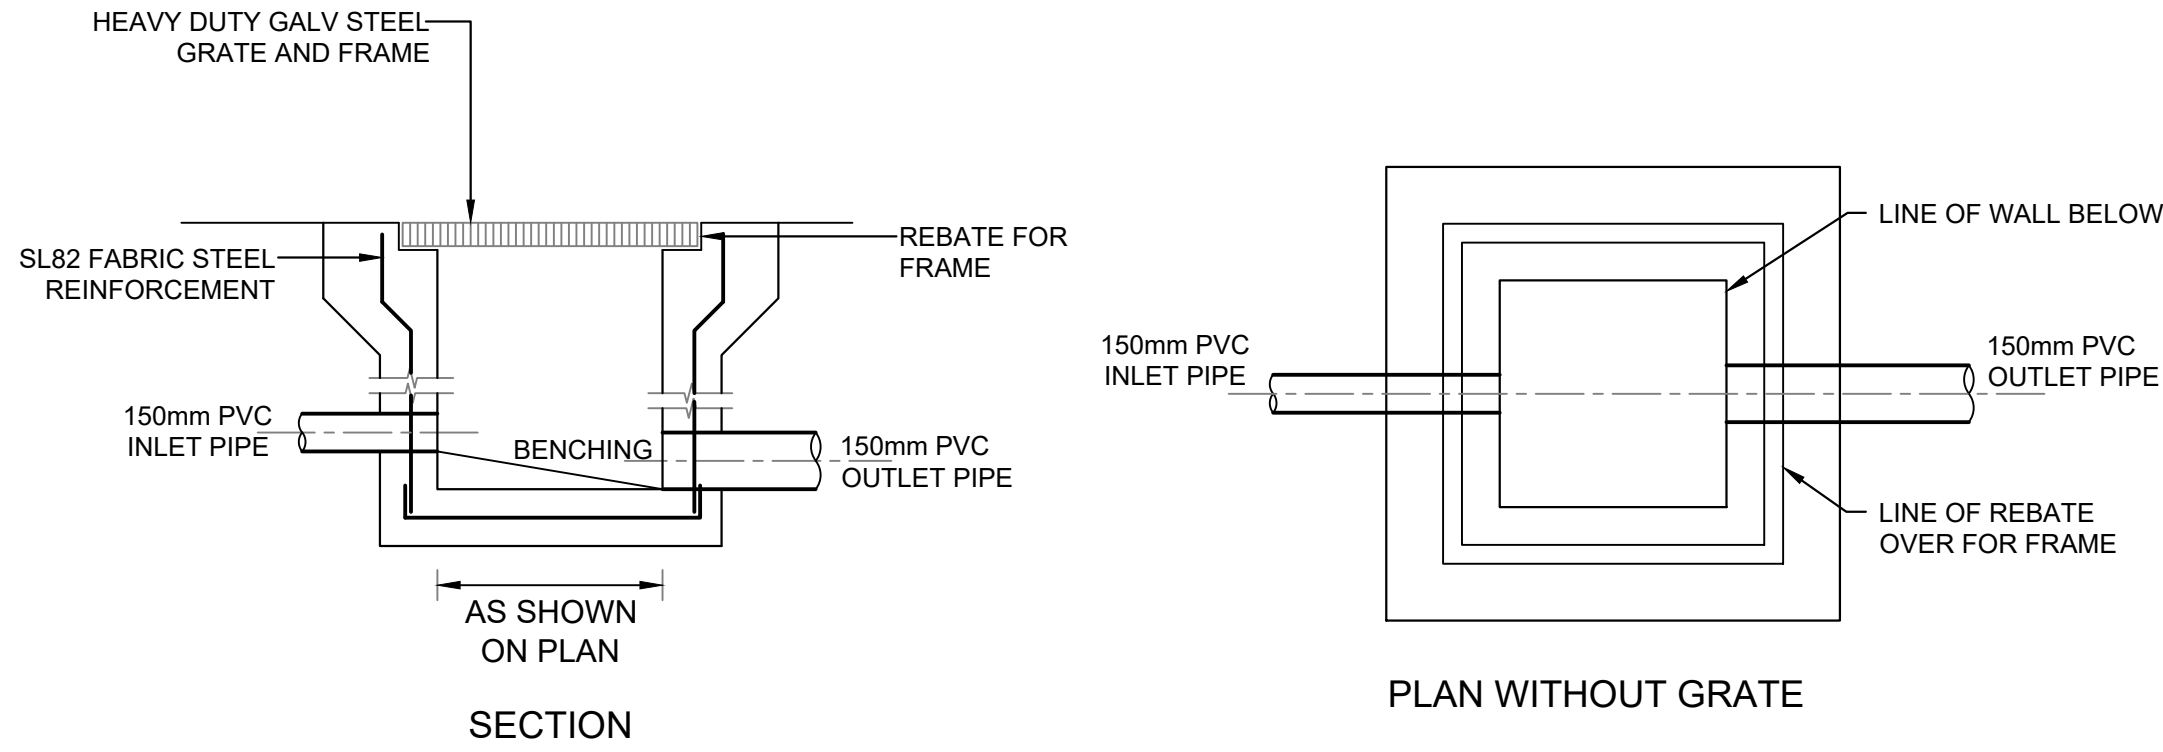 HEAVY DUTY GALV STEEL
GRATE AND FRAME
SL82 FABRIC STEEL
REINFORCEMENT
REBATE FOR
FRAME
150mm PVC
INLET PIPE
BENCHING
150mm PVC
OUTLET PIPE
AS SHOWN
ON PLAN
SECTION
LINE OF WALL BELOW
150mm PVC
INLET PIPE
150mm PVC
OUTLET PIPE
LINE OF REBATE
OVER FOR FRAME
PLAN WITHOUT GRATE